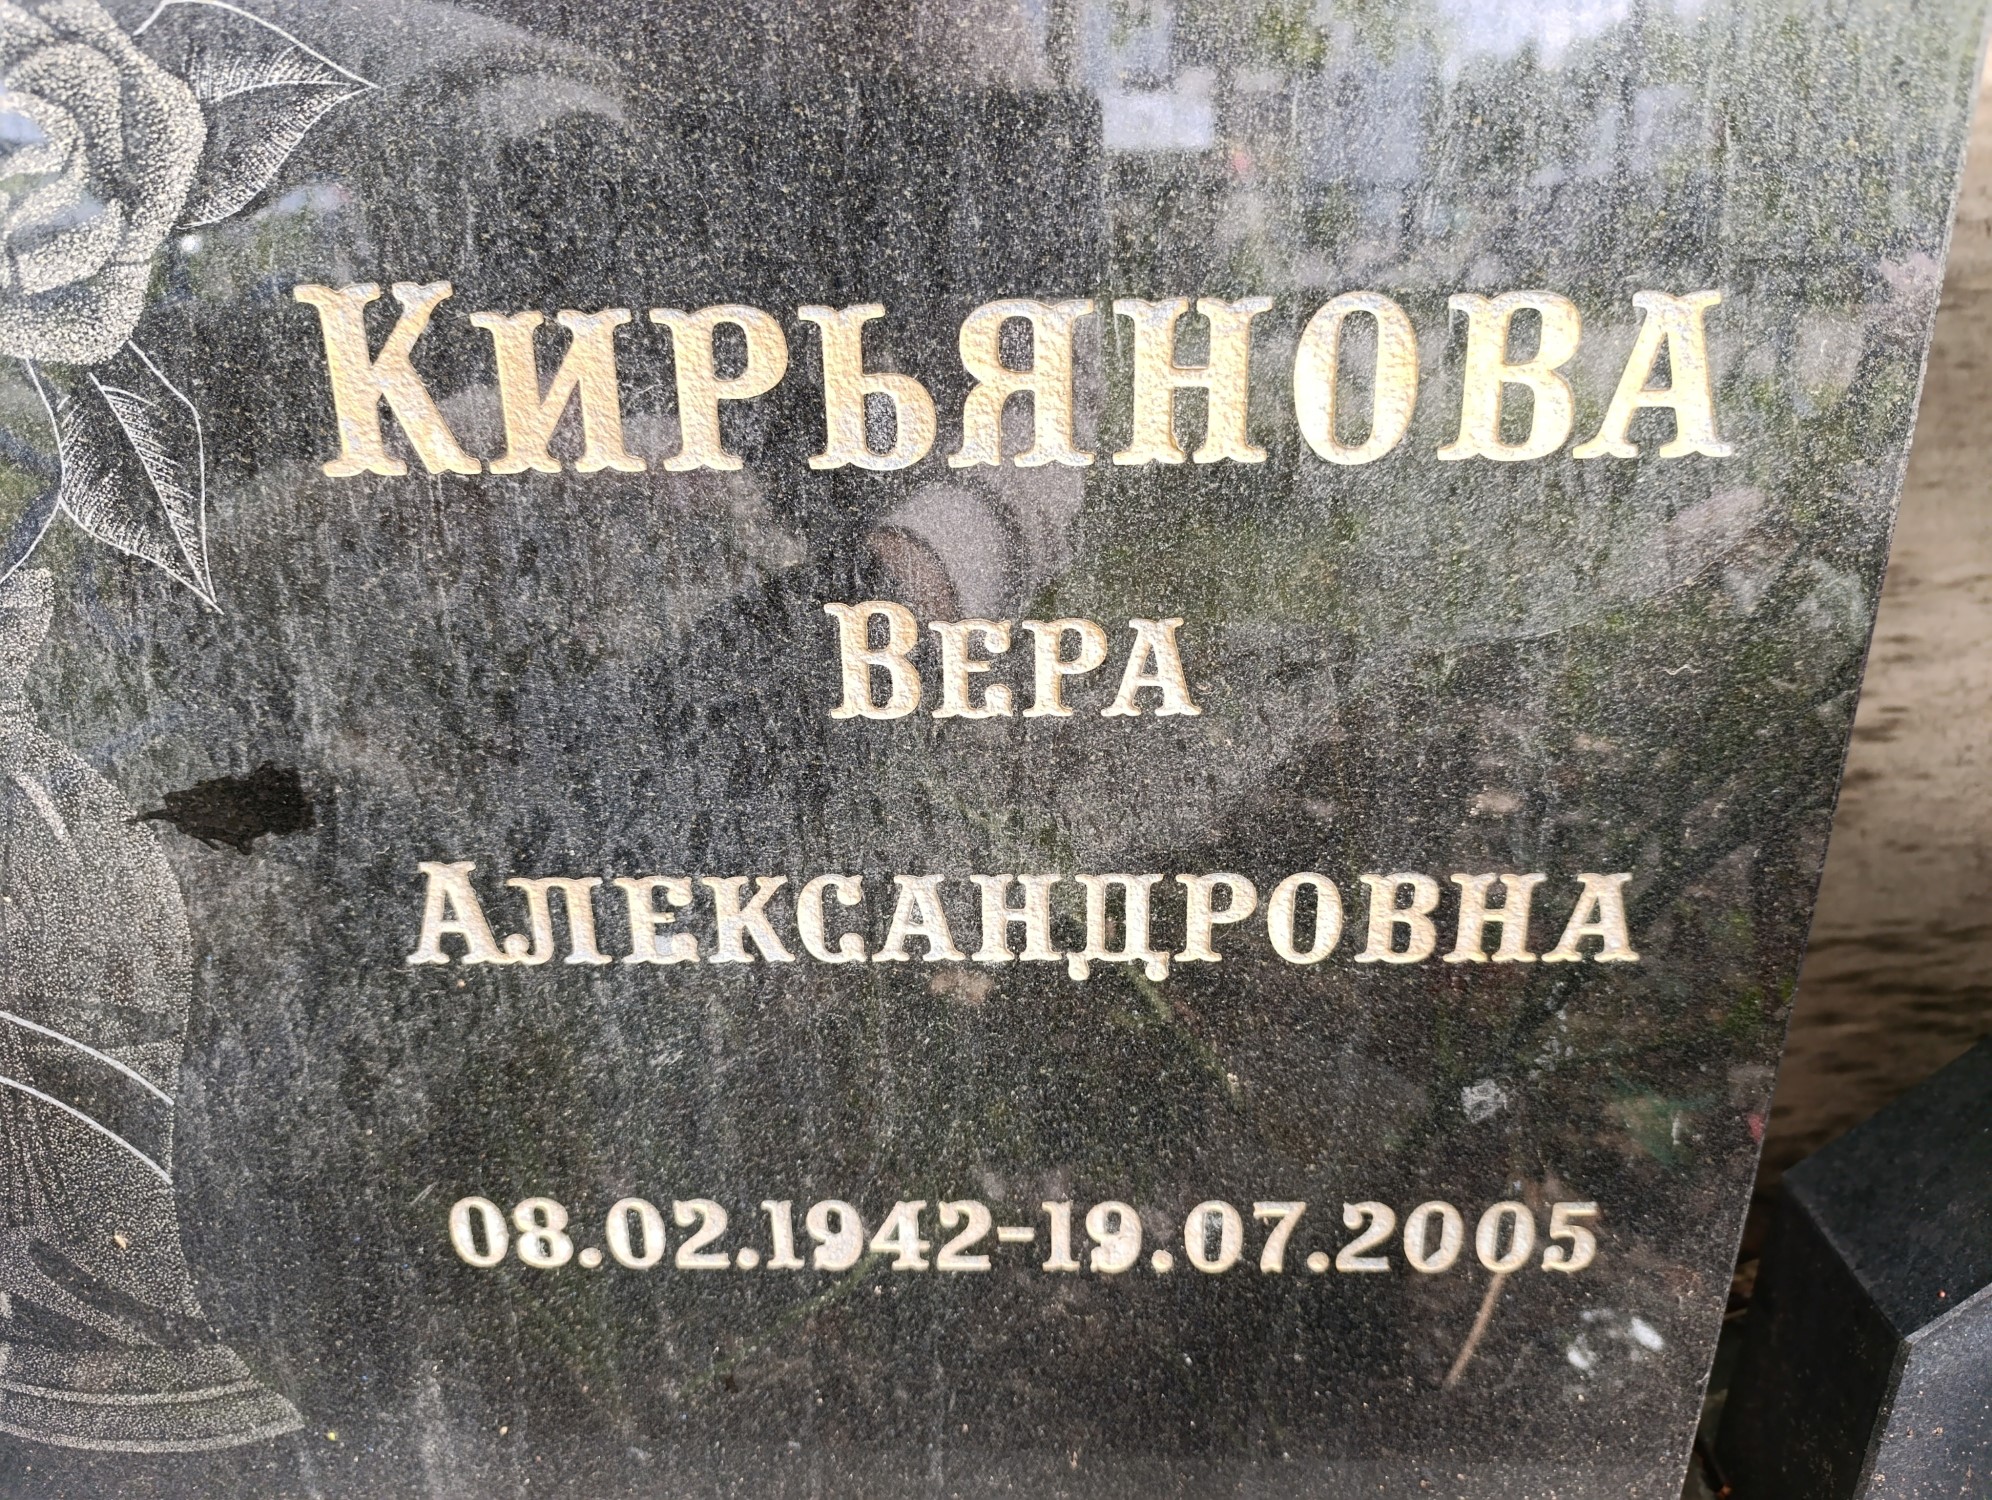 Кирьянова
Вера
Александровна
08.02.1942-19.07.2005